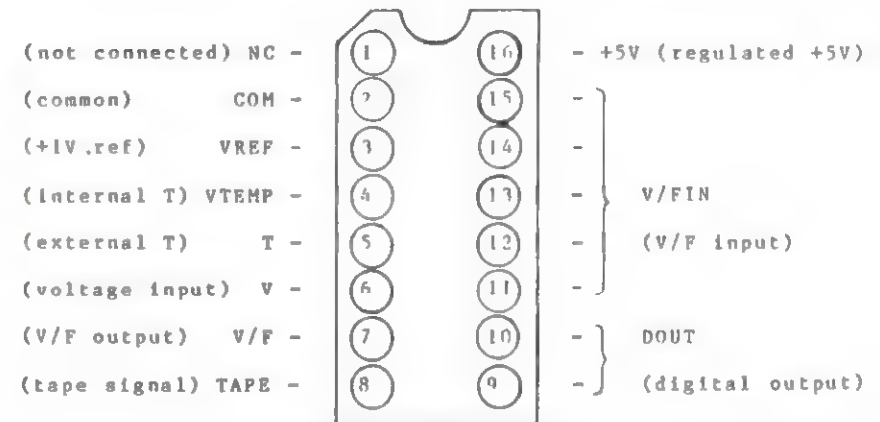 (not connected) NC - 1 16 - +5V (regulated +5V)
(common) COM - 2 15 -
(+1V.ref) VREF - 3 14 -
(internal T) VTEMP - 4 13 - V/FIN
(external T) T - 5 12 - (V/F input)
(voltage input) V - 6 11 -
(V/F output) V/F - 7 10 - DOUT
(tape signal) TAPE - 8 9 - (digital output)